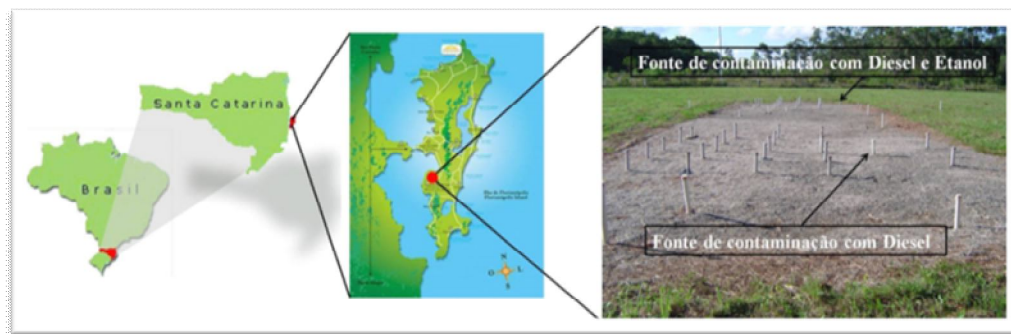 Brasil
Santa Catarina
N
O
L
S
Fonte de contaminação com Diesel e Etanol
Fonte de contaminação com Diesel